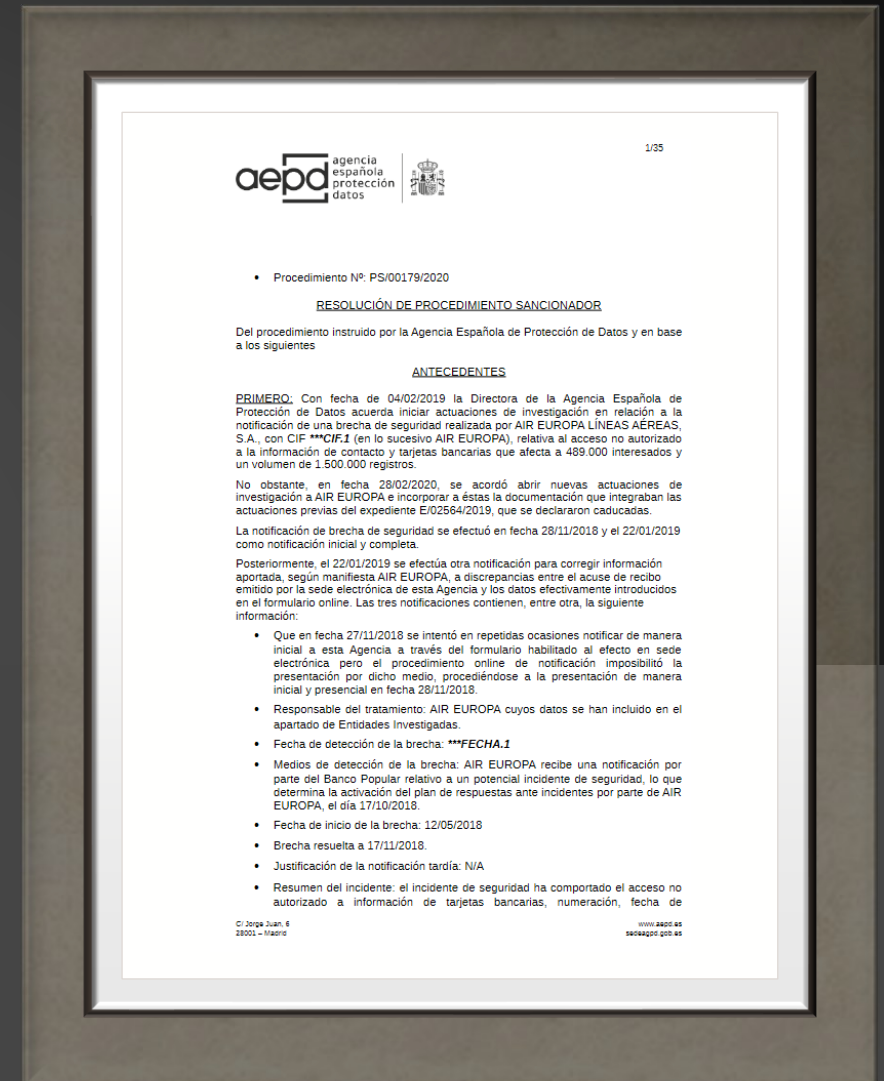 1/35
aepd
agencia
española
protección
datos
• Procedimiento Nº: PS/00179/2020
RESOLUCIÓN DE PROCEDIMIENTO SANCIONADOR
Del procedimiento instruido por la Agencia Española de Protección de Datos y en base
a los siguientes
ANTECEDENTES
PRIMERO: Con fecha de 04/02/2019 la Directora de la Agencia Española de
Protección de Datos acuerda iniciar actuaciones de investigación en relación a la
notificación de una brecha de seguridad realizada por AIR EUROPA LÍNEAS AÉREAS,
S.A., con CIF ***CIF.1 (en lo sucesivo AIR EUROPA), relativa al acceso no autorizado
a la información de contacto y tarjetas bancarias que afecta a 489.000 interesados y
un volumen de 1.500.000 registros.
No obstante, en fecha 28/02/2020, se acordó abrir nuevas actuaciones de
investigación a AIR EUROPA e incorporar a éstas la documentación que integraban las
actuaciones previas del expediente E/02564/2019, que se declararon caducadas.
La notificación de brecha de seguridad se efectuó en fecha 28/11/2018 y el 22/01/2019
como notificación inicial y completa.
Posteriormente, el 22/01/2019 se efectúa otra notificación para corregir información
aportada, según manifiesta AIR EUROPA, a discrepancias entre el acuse de recibo
emitido por la sede electrónica de esta Agencia y los datos efectivamente introducidos
en el formulario online. Las tres notificaciones contienen, entre otra, la siguiente
información:
• Que en fecha 27/11/2018 se intentó en repetidas ocasiones notificar de manera
inicial a esta Agencia a través del formulario habilitado al efecto en sede
electrónica pero el procedimiento online de notificación imposibilitó la
presentación por dicho medio, procediéndose a la presentación de manera
inicial y presencial en fecha 28/11/2018.
• Responsable del tratamiento: AIR EUROPA cuyos datos se han incluido en el
apartado de Entidades Investigadas.
• Fecha de detección de la brecha: ***FECHA.1
• Medios de detección de la brecha: AIR EUROPA recibe una notificación por
parte del Banco Popular relativo a un potencial incidente de seguridad, lo que
determina la activación del plan de respuestas ante incidentes por parte de AIR
EUROPA, el día 17/10/2018.
• Fecha de inicio de la brecha: 12/05/2018
• Brecha resuelta a 17/11/2018.
• Justificación de la notificación tardía: N/A
• Resumen del incidente: el incidente de seguridad ha comportado el acceso no
autorizado a información de tarjetas bancarias, numeración, fecha de
C/ Jorge Juan, 6 www.aepd.es
28001 – Madrid sedeagpd.gob.es